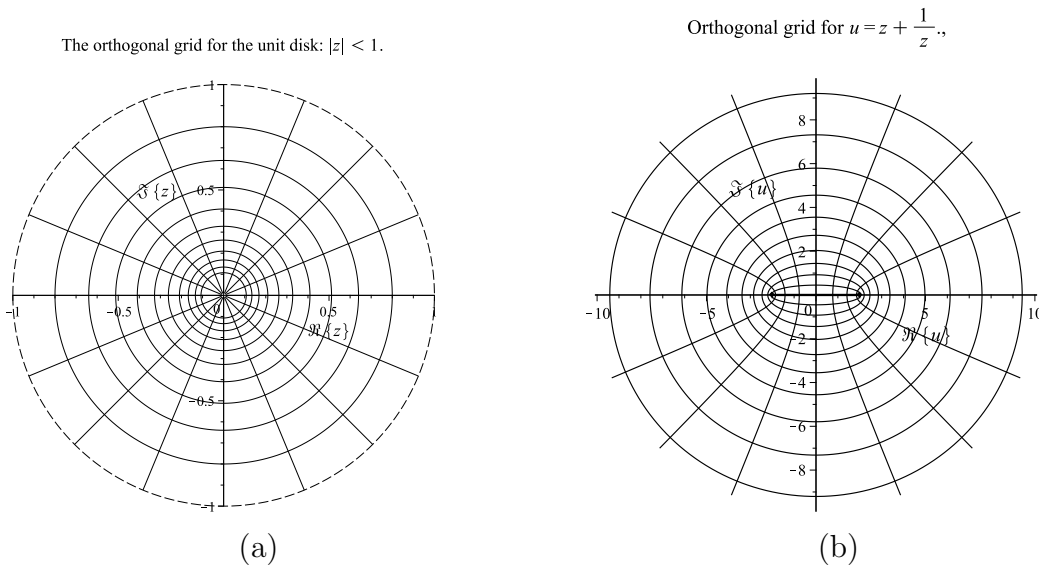 The orthogonal grid for the unit disk: |z| < 1.
1
ℑ {z}
0.5
-1
-0.5
0
0.5
1
ℜ {z}
-0.5
-1
(a)
Orthogonal grid for u = z + 1/z .,
8
6
ℑ {u}
4
2
-10
-5
0
5
10
-2
ℜ {u}
-4
-6
-8
(b)